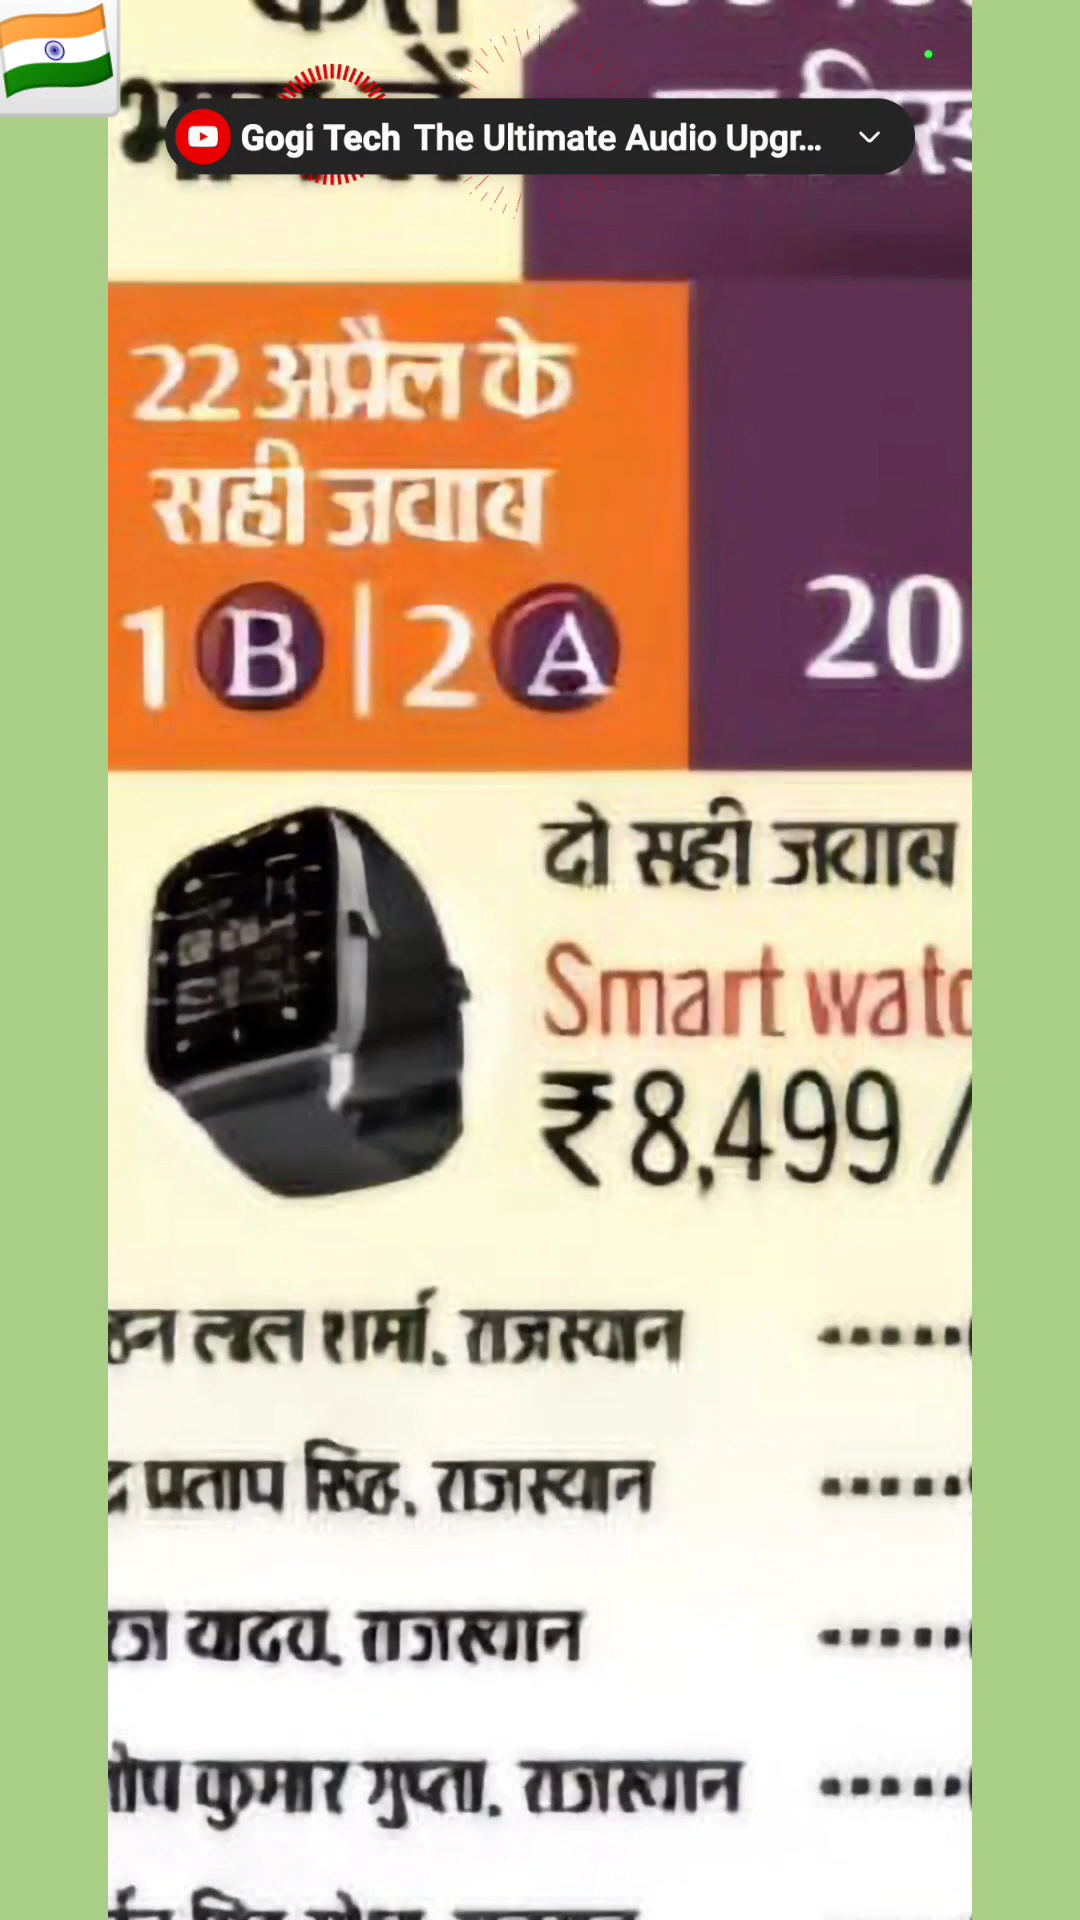 Gogi Tech The Ultimate Audio Upgr...
22 अप्रैल के
सही जवाब
1 B | 2 A
20
दो सही जवाब
Smart watc
₹8,499 /
लाल शर्मा, राजस्थान .....
प्रताप सिंह, राजस्थान .....
यादव, राजस्थान .....
कुमार गुप्ता, राजस्थान .....